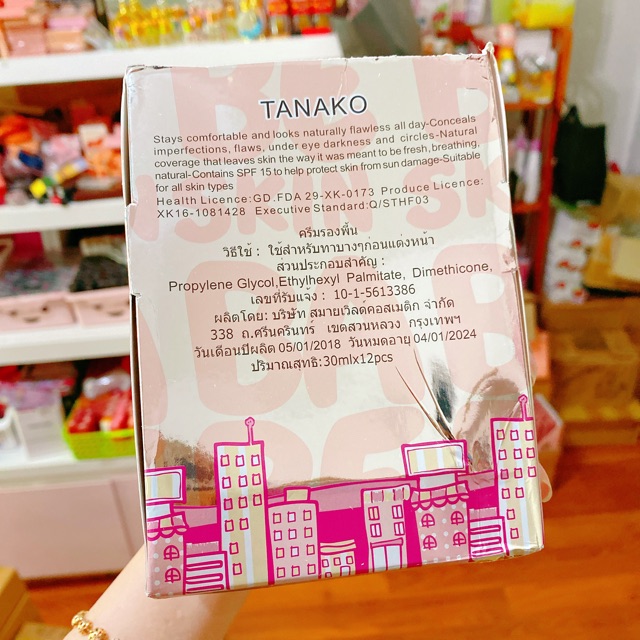 TANAKO
Stays comfortable and looks naturally flawless all day-Conceals
imperfections, flaws, under eye darkness and circles-Natural
coverage that leaves skin the way it was meant to be fresh, breathing,
natural-Contains SPF 15 to help protect skin from sun damage-Suitable
for all skin types
Health Licence:GD.FDA 29-XK-0173 Produce Licence:
XK16-1081428 Executive Standard:Q/STHF03
ครีมรองพื้น
วิธีใช้ : ใช้สำหรับทาบางๆก่อนแต่งหน้า
ส่วนประกอบสำคัญ :
Propylene Glycol,Ethylhexyl Palmitate, Dimethicone,
เลขที่รับแจ้ง : 10-1-5613386
ผลิตโดย: บริษัท สมายเวิลด์คอสเมติก จำกัด
338 ถ.ศรีนครินทร์ เขตสวนหลวง กรุงเทพฯ
วันเดือนปีผลิต 05/01/2018 วันหมดอายุ 04/01/2024
ปริมาณสุทธิ:30mlx12pcs